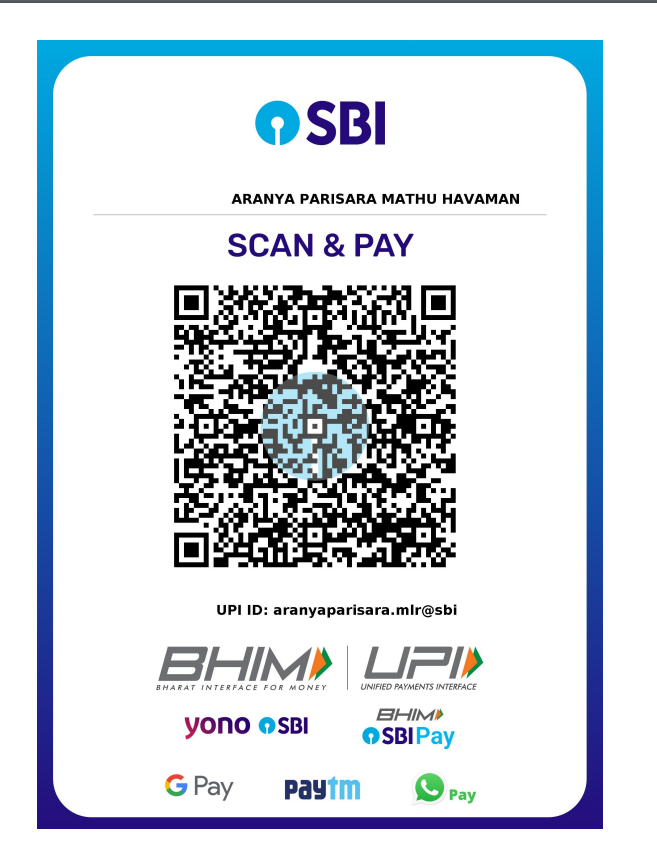 SBI
ARANYA PARISARA MATHU HAVAMAN
SCAN & PAY
UPI ID: aranyaparisara.mlr@sbi
BHIM UPI
BHARAT INTERFACE FOR MONEY UNIFIED PAYMENTS INTERFACE
yono SBI
BHIM
SBI Pay
G Pay paytm Pay